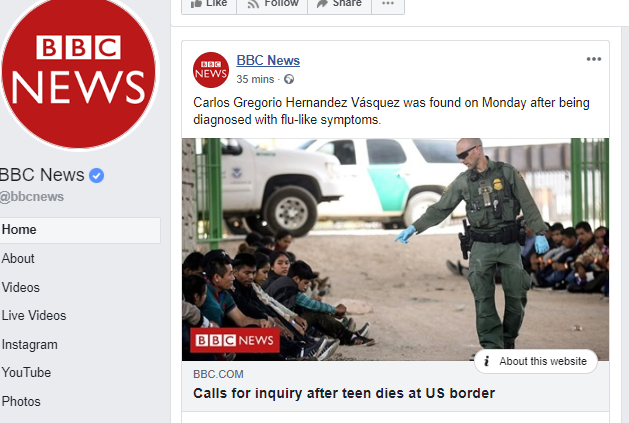 BBC
NEWS
BBC News
@bbcnews
Home
About
Videos
Live Videos
Instagram
YouTube
Photos
Like Follow Share ...
BBC
NEWS
BBC News
35 mins ·
Carlos Gregorio Hernandez Vásquez was found on Monday after being
diagnosed with flu-like symptoms.
BBC NEWS
i About this website
BBC.COM
Calls for inquiry after teen dies at US border